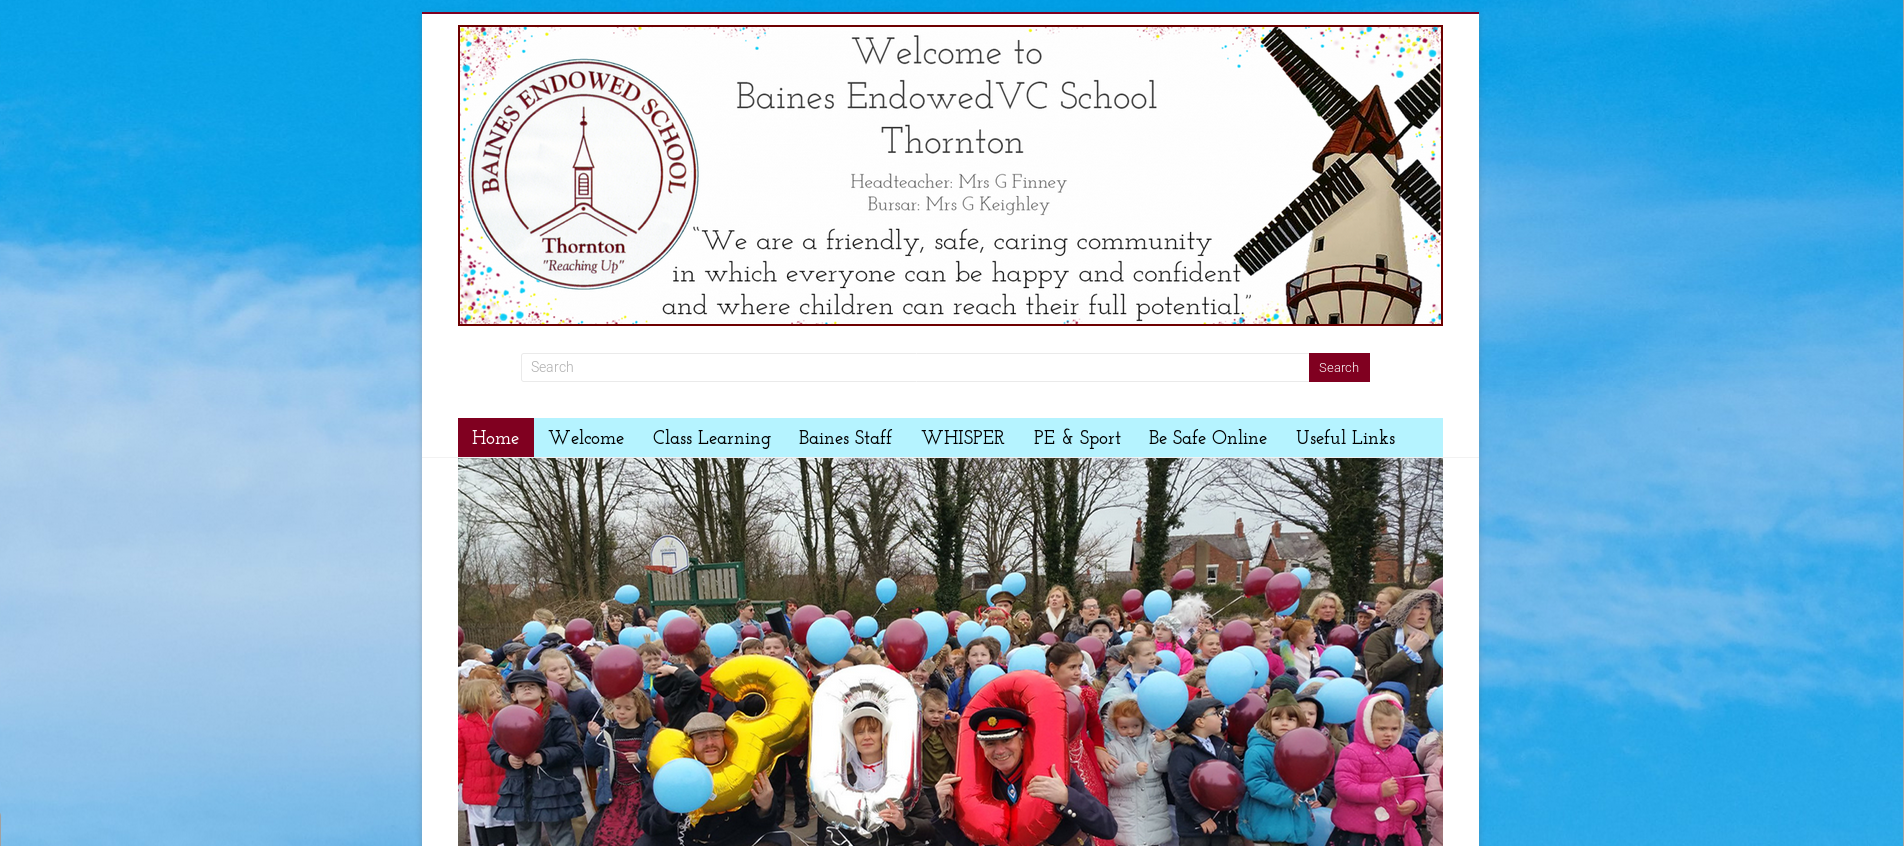 BAINES ENDOWED SCHOOL
Thornton
"Reaching Up"
Welcome to
Baines EndowedVC School
Thornton
Headteacher: Mrs G Finney
Bursar: Mrs G Keighley
“We are a friendly, safe, caring community
in which everyone can be happy and confident
and where children can reach their full potential.”
Search Search
Home Welcome Class Learning Baines Staff WHISPER PE & Sport Be Safe Online Useful Links
300